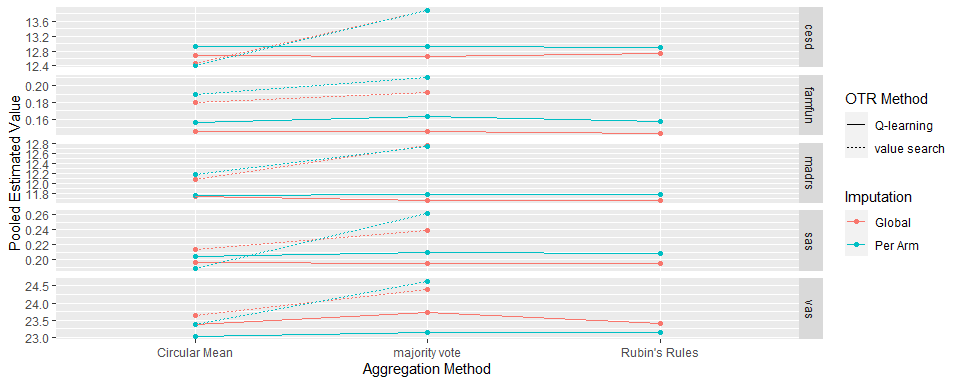 Pooled Estimated Value
13.6
13.2
12.8
12.4
cesd
0.20
0.18
0.16
famfun
12.8
12.6
12.4
12.2
12.0
11.8
madrs
0.26
0.24
0.22
0.20
sas
24.5
24.0
23.5
23.0
vas
Circular Mean
majority vote
Rubin's Rules
Aggregation Method
OTR Method
Q-learning
value search
Imputation
Global
Per Arm